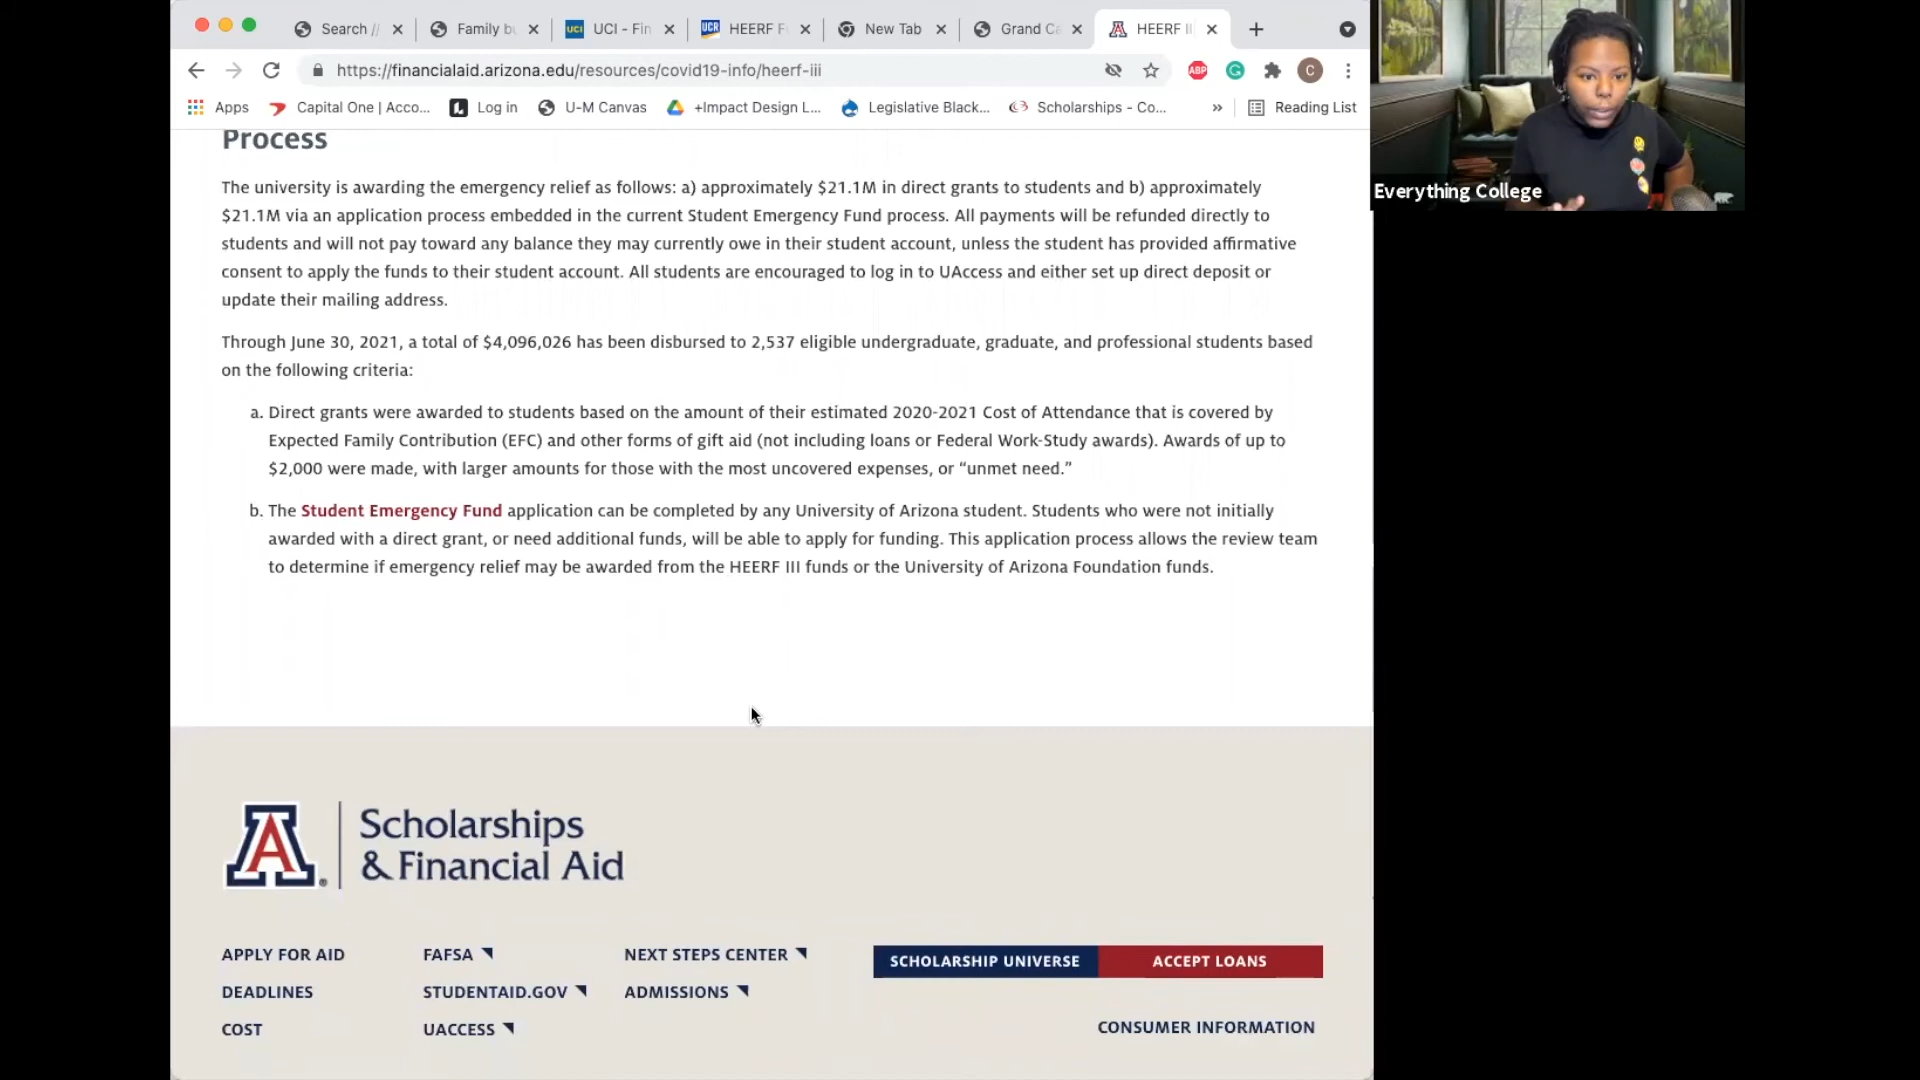 Search //
Family bu
UCI - Fin
HEERF F
New Tab
Grand Ca
HEERF II
https://financialaid.arizona.edu/resources/covid19-info/heerf-iii
ABP
G
C
Apps
Capital One | Acco...
Log in
U-M Canvas
+Impact Design L...
Legislative Black...
Scholarships - Co...
»
Reading List
Everything College
Process
The university is awarding the emergency relief as follows: a) approximately $21.1M in direct grants to students and b) approximately
$21.1M via an application process embedded in the current Student Emergency Fund process. All payments will be refunded directly to
students and will not pay toward any balance they may currently owe in their student account, unless the student has provided affirmative
consent to apply the funds to their student account. All students are encouraged to log in to UAccess and either set up direct deposit or
update their mailing address.
Through June 30, 2021, a total of $4,096,026 has been disbursed to 2,537 eligible undergraduate, graduate, and professional students based
on the following criteria:
a. Direct grants were awarded to students based on the amount of their estimated 2020-2021 Cost of Attendance that is covered by
Expected Family Contribution (EFC) and other forms of gift aid (not including loans or Federal Work-Study awards). Awards of up to
$2,000 were made, with larger amounts for those with the most uncovered expenses, or “unmet need.”
b. The Student Emergency Fund application can be completed by any University of Arizona student. Students who were not initially
awarded with a direct grant, or need additional funds, will be able to apply for funding. This application process allows the review team
to determine if emergency relief may be awarded from the HEERF III funds or the University of Arizona Foundation funds.
A
®
Scholarships
& Financial Aid
APPLY FOR AID
FAFSA
NEXT STEPS CENTER
SCHOLARSHIP UNIVERSE
ACCEPT LOANS
DEADLINES
STUDENTAID.GOV
ADMISSIONS
COST
UACCESS
CONSUMER INFORMATION